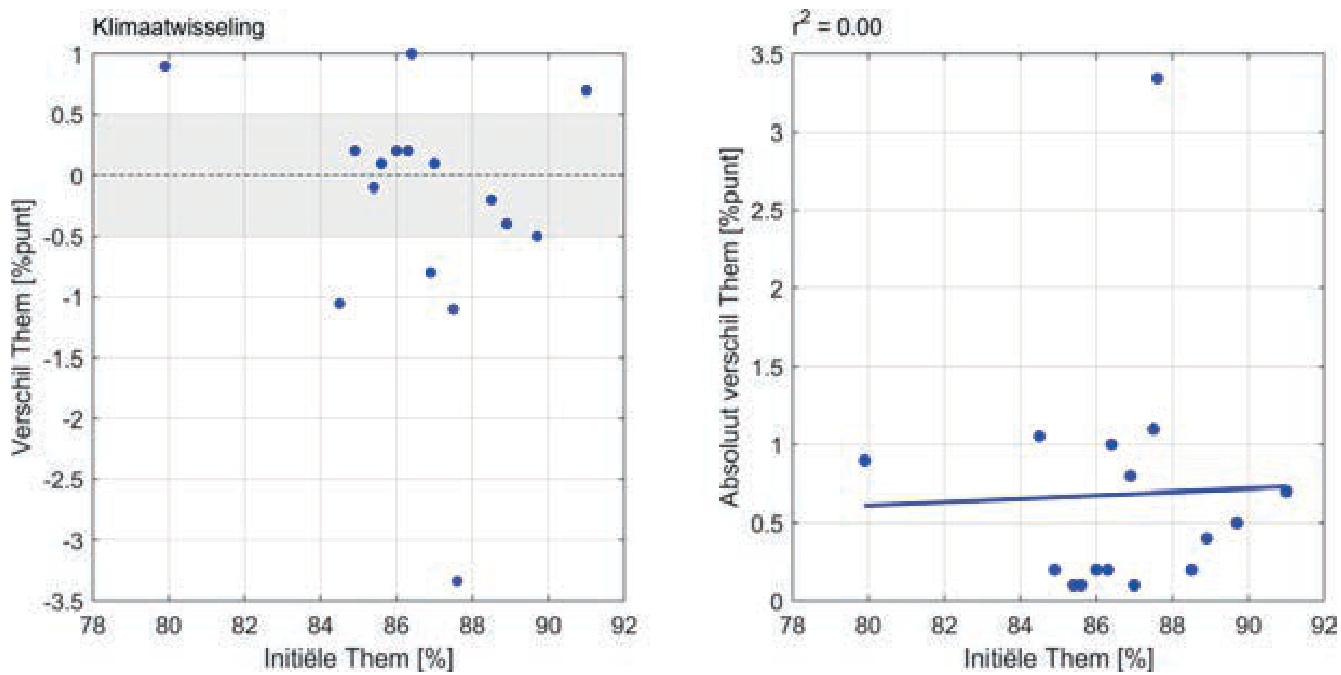 Klimaatwisseling
1
0.5
0
-0.5
-1
-1.5
-2
-2.5
-3
-3.5
78 80 82 84 86 88 90 92
Verschil Them [%punt]
Initiële Them [%]
r² = 0.00
3.5
3
2.5
2
1.5
1
0.5
0
78 80 82 84 86 88 90 92
Absoluut verschil Them [%punt]
Initiële Them [%]